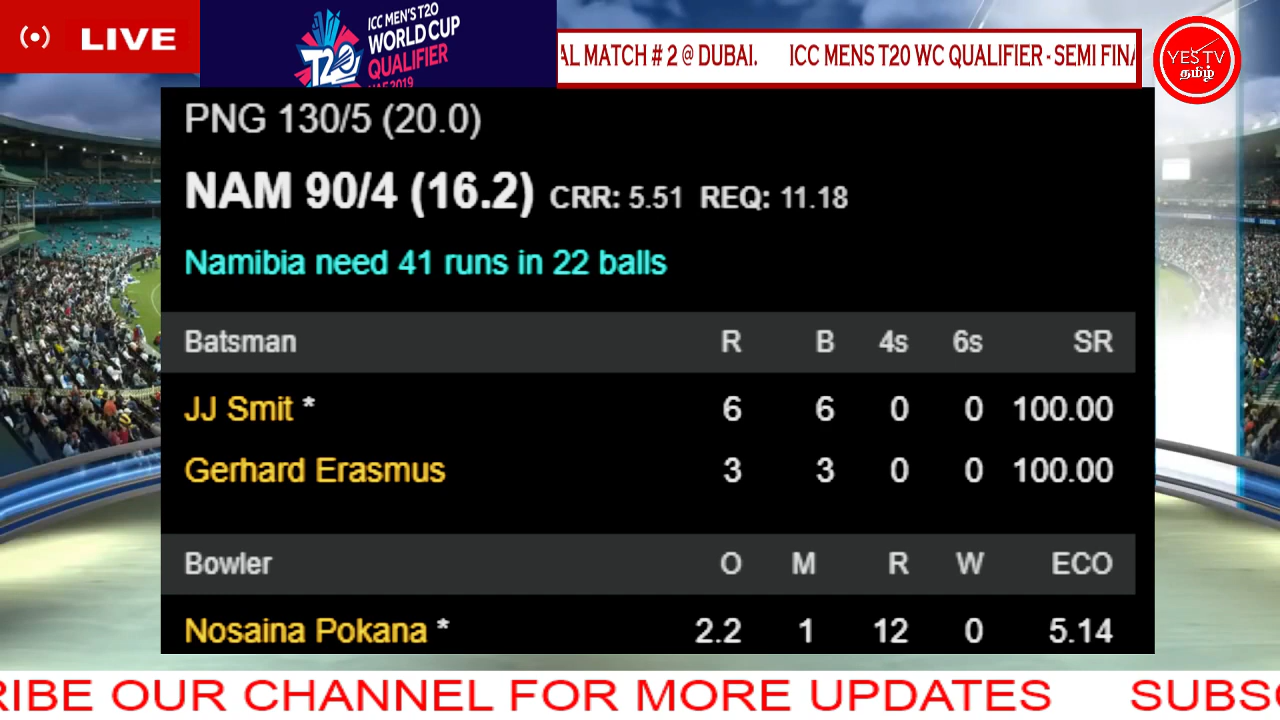 LIVE
ICC MEN'S T20
WORLD CUP
QUALIFIER
UAE 2019
T20
AL MATCH # 2 @ DUBAI. ICC MENS T20 WC QUALIFIER - SEMI FINA
YES TV
தமிழ்
PNG 130/5 (20.0)
NAM 90/4 (16.2) CRR: 5.51 REQ: 11.18
Namibia need 41 runs in 22 balls
Batsman R B 4s 6s SR
JJ Smit * 6 6 0 0 100.00
Gerhard Erasmus 3 3 0 0 100.00
Bowler O M R W ECO
Nosaina Pokana * 2.2 1 12 0 5.14
RIBE OUR CHANNEL FOR MORE UPDATES SUBSC